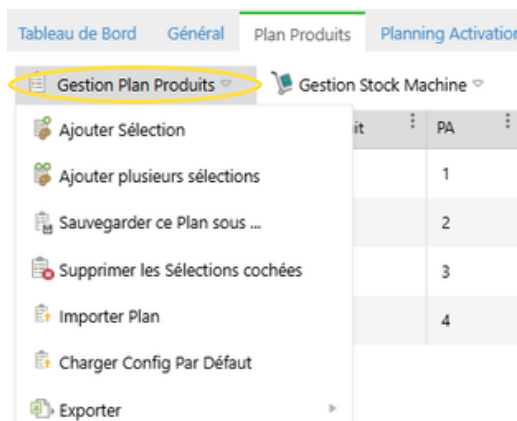 Tableau de Bord Général Plan Produits Planning Activation
Gestion Plan Produits Gestion Stock Machine
it PA
Ajouter Sélection
1
Ajouter plusieurs sélections
2
Sauvegarder ce Plan sous ...
Supprimer les Sélections cochées
3
Importer Plan
4
Charger Config Par Défaut
Exporter